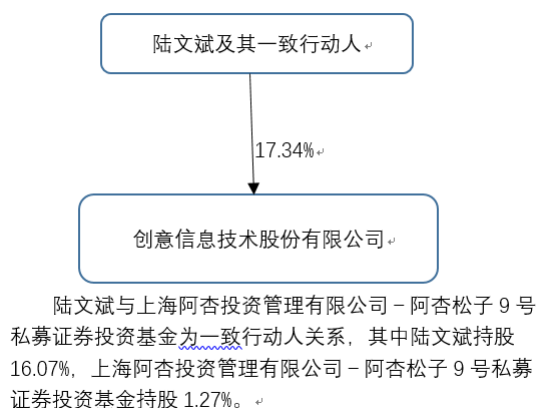 陆文斌及其一致行动人
17.34%
创意信息技术股份有限公司
陆文斌与上海阿杏投资管理有限公司－阿杏松子 9 号
私募证券投资基金为一致行动人关系，其中陆文斌持股
16.07%，上海阿杏投资管理有限公司－阿杏松子 9 号私募
证券投资基金持股 1.27%。